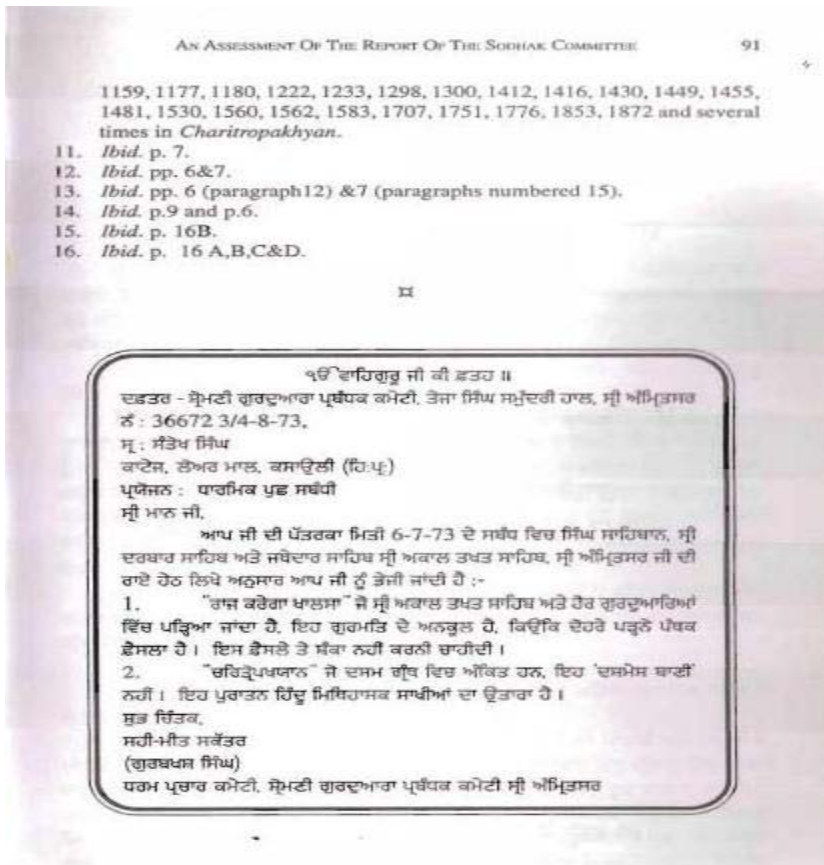 AN ASSESSMENT OF THE REPORT OF THE SODHAK COMMITTEE 91
1159, 1177, 1180, 1222, 1233, 1298, 1300, 1412, 1416, 1430, 1449, 1455,
1481, 1530, 1560, 1562, 1583, 1707, 1751, 1776, 1853, 1872 and several
times in Charitropakhyan.
11. Ibid. p. 7.
12. Ibid. pp. 6&7.
13. Ibid. pp. 6 (paragraph12) &7 (paragraphs numbered 15).
14. Ibid. p.9 and p.6.
15. Ibid. p. 16B.
16. Ibid. p. 16 A,B,C&D.
¤
ੴ ਵਾਹਿਗੁਰੂ ਜੀ ਕੀ ਫ਼ਤਹ ॥
ਦਫ਼ਤਰ - ਸ਼੍ਰੋਮਣੀ ਗੁਰਦੁਆਰਾ ਪ੍ਰਬੰਧਕ ਕਮੇਟੀ, ਤੇਜਾ ਸਿੰਘ ਸਮੁੰਦਰੀ ਹਾਲ, ਸ੍ਰੀ ਅੰਮ੍ਰਿਤਸਰ
ਨੰ : 36672 3/4-8-73,
ਸ੍ਰ : ਸੰਤੋਖ ਸਿੰਘ
ਕਾਟੇਜ, ਲੋਅਰ ਮਾਲ, ਕਸਾਉਲੀ (ਹਿ:ਪ੍ਰ:)
ਪ੍ਰਯੋਜਨ : ਧਾਰਮਿਕ ਪੁਛ ਸਬੰਧੀ
ਸ੍ਰੀ ਮਾਨ ਜੀ,
ਆਪ ਜੀ ਦੀ ਪੱਤਰਕਾ ਮਿਤੀ 6-7-73 ਦੇ ਸਬੰਧ ਵਿਚ ਸਿੰਘ ਸਾਹਿਬਾਨ, ਸ੍ਰੀ
ਦਰਬਾਰ ਸਾਹਿਬ ਅਤੇ ਜਥੇਦਾਰ ਸਾਹਿਬ ਸ੍ਰੀ ਅਕਾਲ ਤਖਤ ਸਾਹਿਬ, ਸ੍ਰੀ ਅੰਮ੍ਰਿਤਸਰ ਜੀ ਦੀ
ਰਾਏ ਹੇਠ ਲਿਖੇ ਅਨੁਸਾਰ ਆਪ ਜੀ ਨੂੰ ਭੇਜੀ ਜਾਂਦੀ ਹੈ :-
1. "ਰਾਜ ਕਰੇਗਾ ਖਾਲਸਾ" ਜੋ ਸ੍ਰੀ ਅਕਾਲ ਤਖਤ ਸਾਹਿਬ ਅਤੇ ਹੋਰ ਗੁਰਦੁਆਰਿਆਂ
ਵਿੱਚ ਪੜ੍ਹਿਆ ਜਾਂਦਾ ਹੈ, ਇਹ ਗੁਰਮਤਿ ਦੇ ਅਨਕੂਲ ਹੈ, ਕਿਉਂਕਿ ਦੋਹਰੇ ਪੜ੍ਹਨੇ ਪੰਥਕ
ਫ਼ੈਸਲਾ ਹੈ । ਇਸ ਫ਼ੈਸਲੇ ਤੇ ਸ਼ੰਕਾ ਨਹੀਂ ਕਰਨੀ ਚਾਹੀਦੀ ।
2. "ਚਰਿਤ੍ਰੋਪਖਯਾਨ" ਜੋ ਦਸਮ ਗ੍ਰੰਥ ਵਿਚ ਅੰਕਿਤ ਹਨ, ਇਹ 'ਦਸਮੇਸ ਬਾਣੀ'
ਨਹੀਂ । ਇਹ ਪੁਰਾਤਨ ਹਿੰਦੂ ਮਿਥਿਹਾਸਕ ਸਾਖੀਆਂ ਦਾ ਉਤਾਰਾ ਹੈ ।
ਸ਼ੁਭ ਚਿੰਤਕ,
ਸਹੀ-ਮੀਤ ਸਕੱਤਰ
(ਗੁਰਬਖਸ਼ ਸਿੰਘ)
ਧਰਮ ਪ੍ਰਚਾਰ ਕਮੇਟੀ, ਸ਼੍ਰੋਮਣੀ ਗੁਰਦੁਆਰਾ ਪ੍ਰਬੰਧਕ ਕਮੇਟੀ ਸ੍ਰੀ ਅੰਮ੍ਰਿਤਸਰ